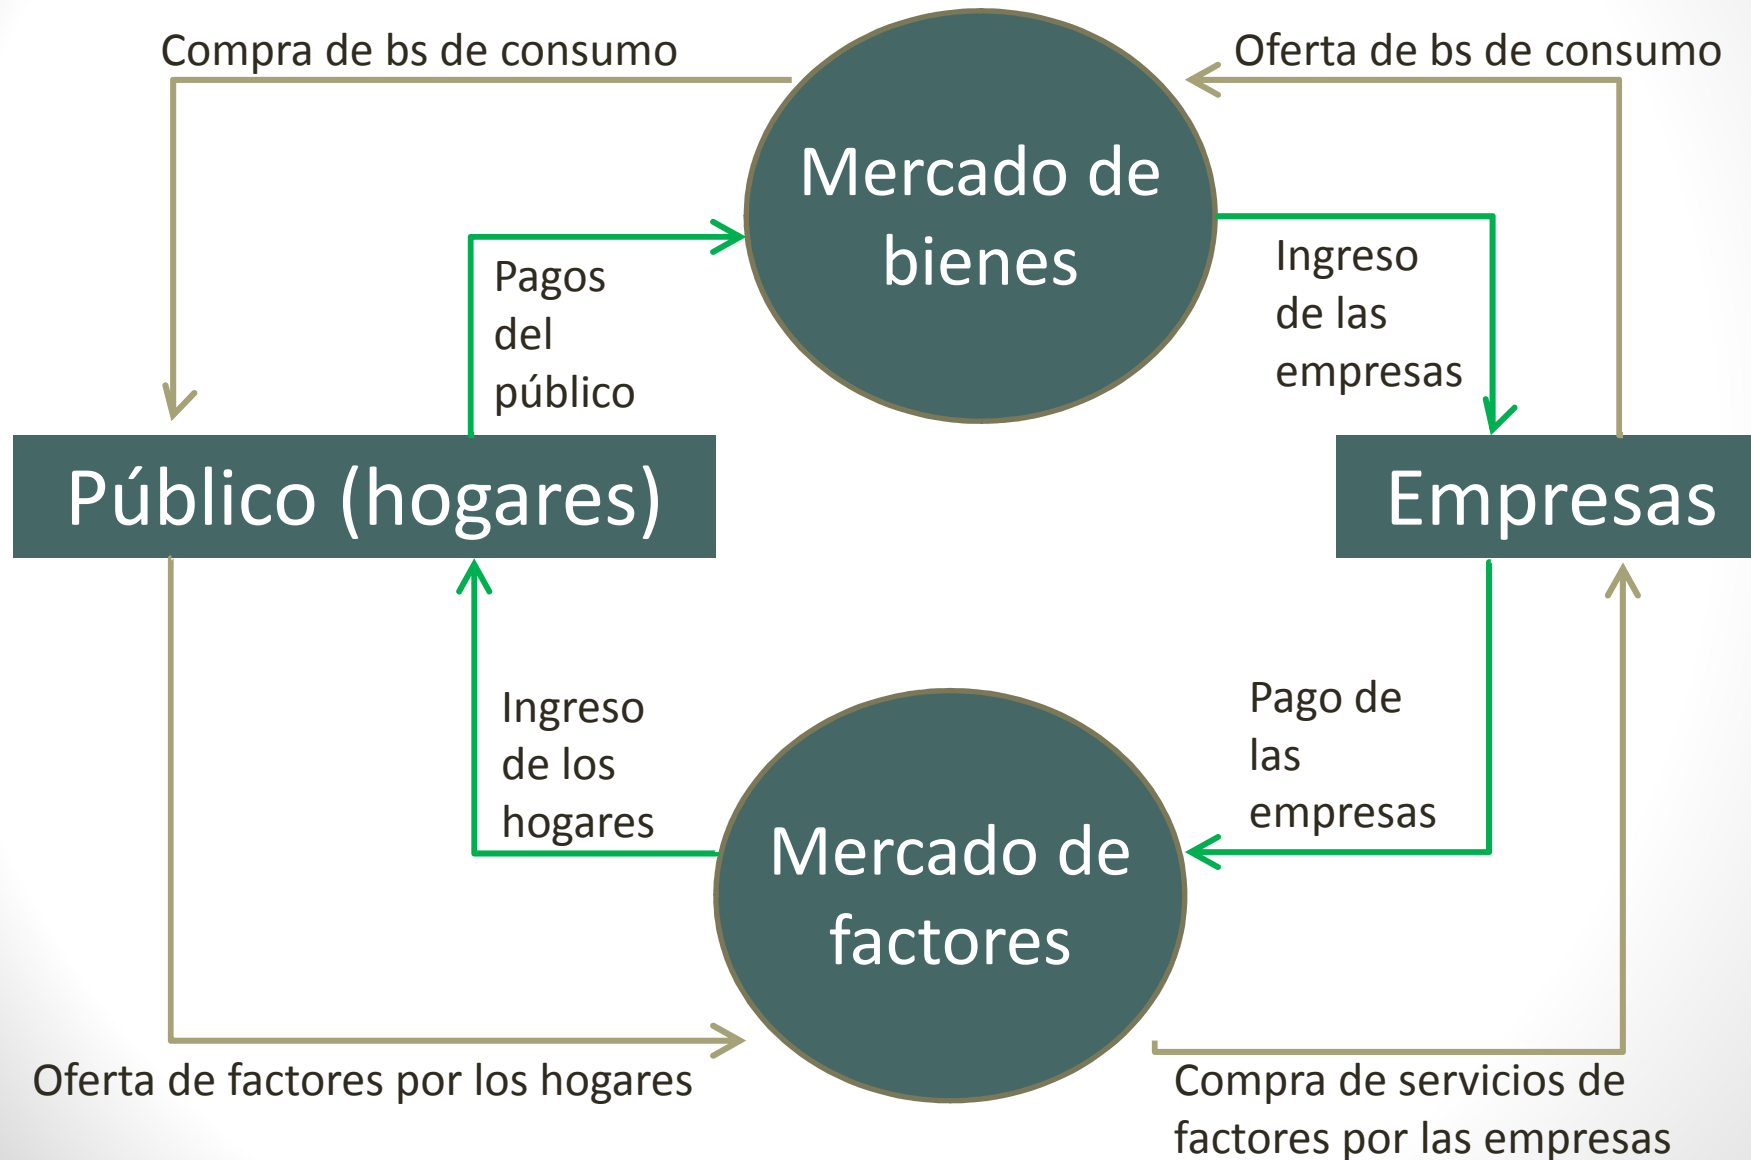 Compra de bs de consumo
Oferta de bs de consumo
Mercado de
bienes
Pagos
del
público
Ingreso
de las
empresas
Público (hogares)
Empresas
Ingreso
de los
hogares
Pago de
las
empresas
Mercado de
factores
Oferta de factores por los hogares
Compra de servicios de
factores por las empresas